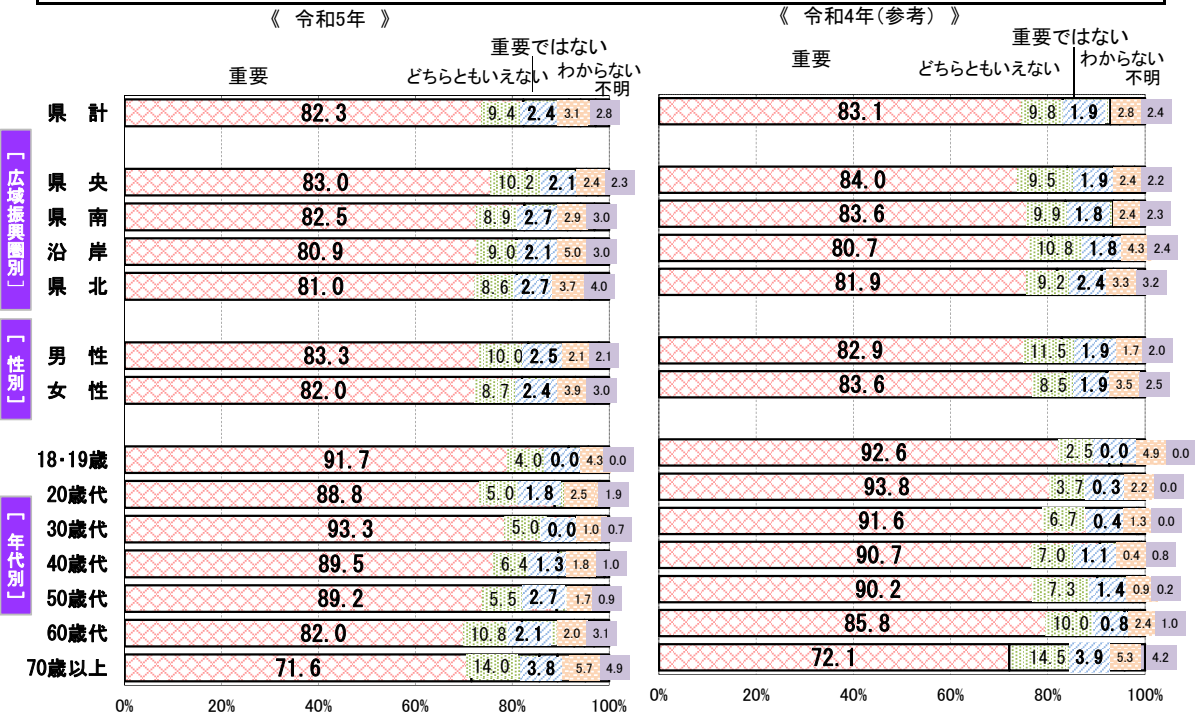 《 令和5年 》
重要 どちらともいえない 重要ではない わからない 不明
県 計 82.3 9.4 2.4 3.1 2.8
[ 広域振興圏別 ]
県 央 83.0 10.2 2.1 2.4 2.3
県 南 82.5 8.9 2.7 2.9 3.0
沿 岸 80.9 9.0 2.1 5.0 3.0
県 北 81.0 8.6 2.7 3.7 4.0
[ 性別 ]
男 性 83.3 10.0 2.5 2.1 2.1
女 性 82.0 8.7 2.4 3.9 3.0
[ 年代別 ]
18・19歳 91.7 4.0 0.0 4.3 0.0
20歳代 88.8 5.0 1.8 2.5 1.9
30歳代 93.3 5.0 0.0 1.0 0.7
40歳代 89.5 6.4 1.3 1.8 1.0
50歳代 89.2 5.5 2.7 1.7 0.9
60歳代 82.0 10.8 2.1 2.0 3.1
70歳以上 71.6 14.0 3.8 5.7 4.9
0% 20% 40% 60% 80% 100%
《 令和4年(参考) 》
重要 どちらともいえない 重要ではない わからない 不明
83.1 9.8 1.9 2.8 2.4
84.0 9.5 1.9 2.4 2.2
83.6 9.9 1.8 2.4 2.3
80.7 10.8 1.8 4.3 2.4
81.9 9.2 2.4 3.3 3.2
82.9 11.5 1.9 1.7 2.0
83.6 8.5 1.9 3.5 2.5
92.6 2.5 0.0 4.9 0.0
93.8 3.7 0.3 2.2 0.0
91.6 6.7 0.4 1.3 0.0
90.7 7.0 1.1 0.4 0.8
90.2 7.3 1.4 0.9 0.2
85.8 10.0 0.8 2.4 1.0
72.1 14.5 3.9 5.3 4.2
0% 20% 40% 60% 80% 100%